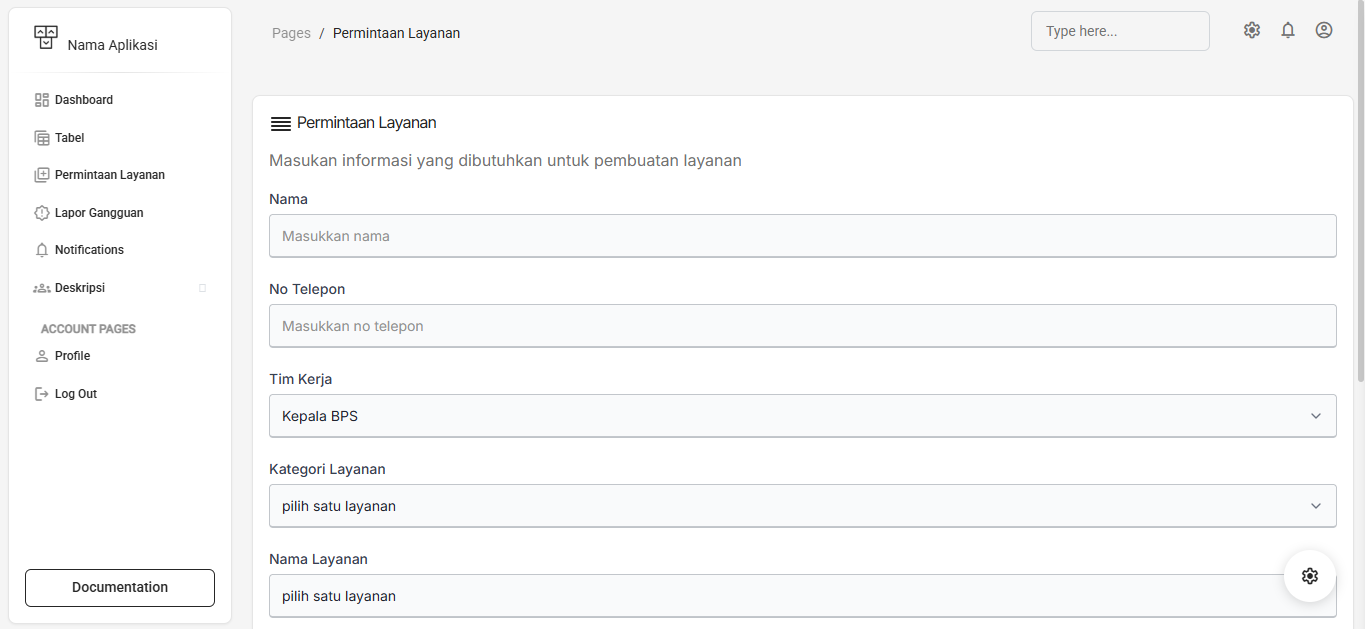 Nama Aplikasi
Dashboard
Tabel
Permintaan Layanan
Lapor Gangguan
Notifications
Deskripsi
ACCOUNT PAGES
Profile
Log Out
Documentation
Pages / Permintaan Layanan
Type here...
Permintaan Layanan
Masukan informasi yang dibutuhkan untuk pembuatan layanan
Nama
Masukkan nama
No Telepon
Masukkan no telepon
Tim Kerja
Kepala BPS
Kategori Layanan
pilih satu layanan
Nama Layanan
pilih satu layanan